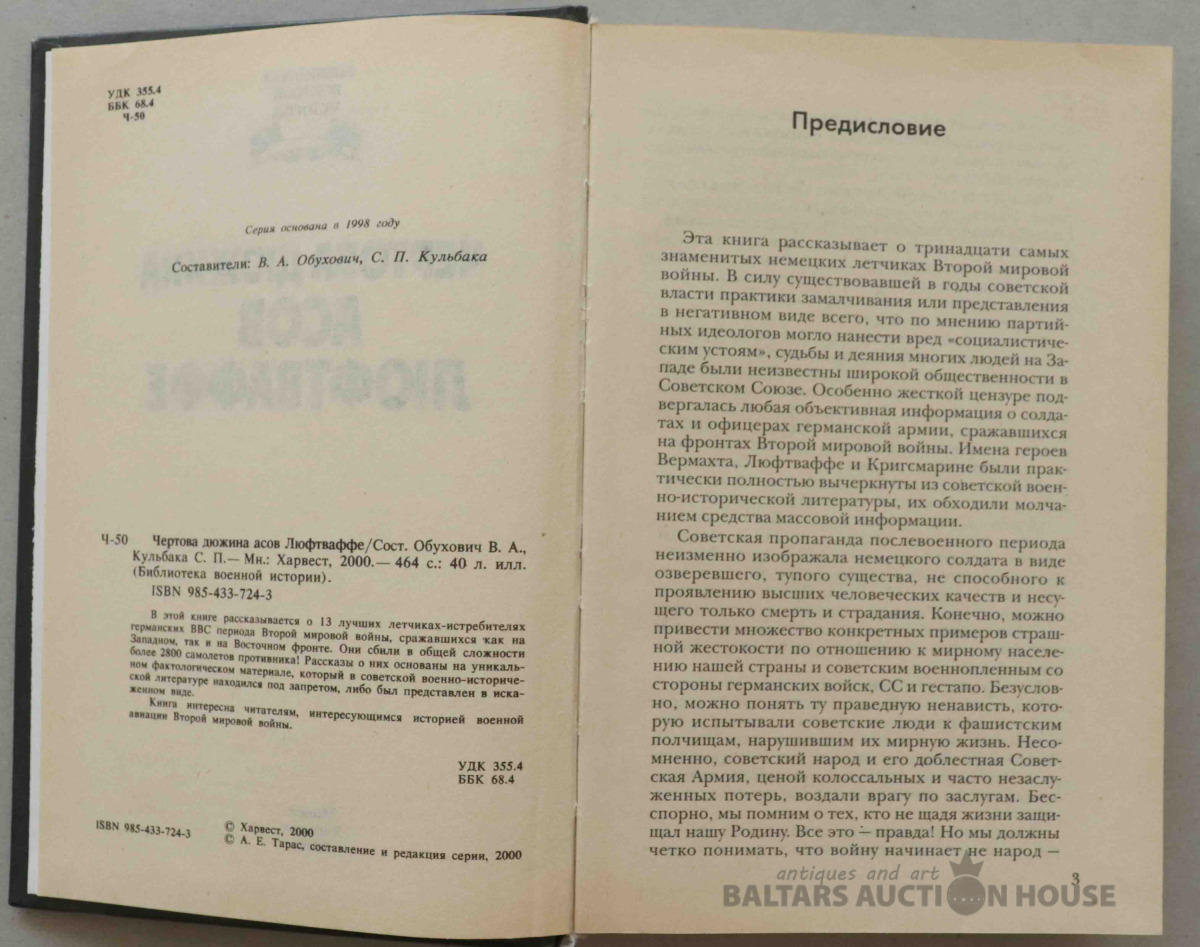 УДК 355.4
ББК 68.4
Ч-50
Серия основана в 1998 году
Составители: В. А. Обухович, С. П. Кульбака
Ч-50 Чертова дюжина асов Люфтваффе/Сост. Обухович В. А.,
Кульбака С. П.— Мн.: Харвест, 2000.— 464 с.: 40 л. илл.
(Библиотека военной истории).
ISBN 985-433-724-3
В этой книге рассказывается о 13 лучших летчиках-истребителях
германских ВВС периода Второй мировой войны, сражавшихся как на
Западном, так и на Восточном фронте. Они сбили в общей сложности
более 2800 самолетов противника! Рассказы о них основаны на уникаль-
ном фактологическом материале, который в советской военно-историче-
ской литературе находился под запретом, либо был представлен в иска-
женном виде.
Книга интересна читателям, интересующимся историей военной
авиации Второй мировой войны.
УДК 355.4
ББК 68.4
ISBN 985-433-724-3
© Харвест, 2000
© А. Е. Тарас, составление и редакция серии, 2000
Предисловие
Эта книга рассказывает о тринадцати самых
знаменитых немецких летчиках Второй мировой
войны. В силу существовавшей в годы советской
власти практики замалчивания или представления
в негативном виде всего, что по мнению партий-
ных идеологов могло нанести вред «социалистиче-
ским устоям», судьбы и деяния многих людей на За-
паде были неизвестны широкой общественности в
Советском Союзе. Особенно жесткой цензуре под-
вергалась любая объективная информация о солда-
тах и офицерах германской армии, сражавшихся
на фронтах Второй мировой войны. Имена героев
Вермахта, Люфтваффе и Кригсмарине были прак-
тически полностью вычеркнуты из советской воен-
но-исторической литературы, их обходили молча-
нием средства массовой информации.
Советская пропаганда послевоенного периода
неизменно изображала немецкого солдата в виде
озверевшего, тупого существа, не способного к
проявлению высших человеческих качеств и несу-
щего только смерть и страдания. Конечно, можно
привести множество конкретных примеров страш-
ной жестокости по отношению к мирному населе-
нию нашей страны и советским военнопленным со
стороны германских войск, СС и гестапо. Безуслов-
но, можно понять ту праведную ненависть, кото-
рую испытывали советские люди к фашистским
полчищам, нарушившим их мирную жизнь. Несо-
мненно, советский народ и его доблестная Совет-
ская Армия, ценой колоссальных и часто незаслу-
женных потерь, воздали врагу по заслугам. Бес-
спорно, мы помним о тех, кто не щадя жизни защи-
щал нашу Родину. Все это — правда! Но мы должны
четко понимать, что войну начинает не народ —
3
antiques and art
BALTARS AUCTION HOUSE